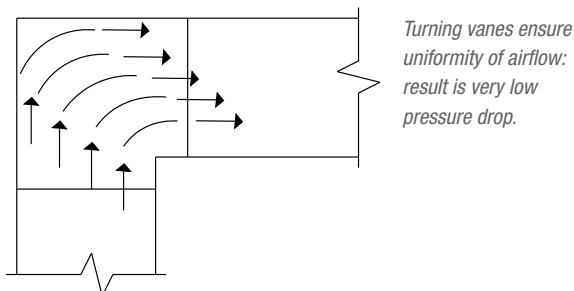 Turning vanes ensure
uniformity of airflow:
result is very low
pressure drop.